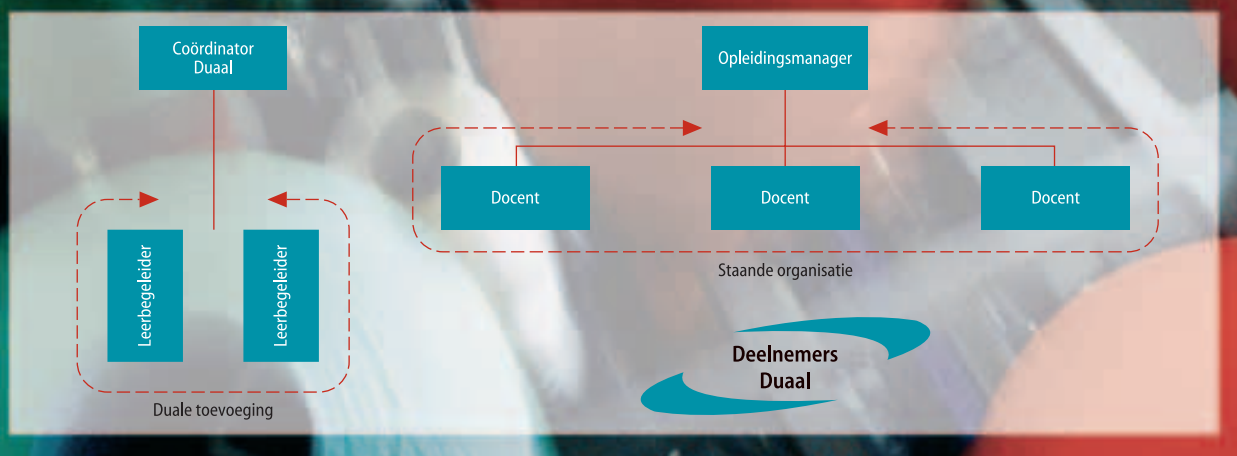 Coördinator
Duaal
Opleidingsmanager
Docent
Docent
Docent
Leerbegeleider
Leerbegeleider
Staande organisatie
Deelnemers
Duaal
Duale toevoeging